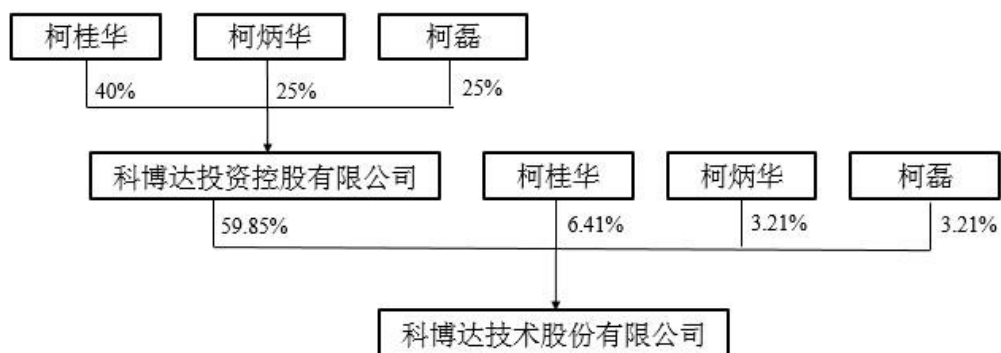 柯桂华 柯炳华 柯磊
40% 25% 25%
科博达投资控股有限公司 柯桂华 柯炳华 柯磊
59.85% 6.41% 3.21% 3.21%
科博达技术股份有限公司